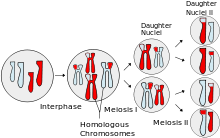 Daughter
Nuclei II
Daughter
Nuclei
Interphase
Meiosis I
Homologous
Chromosomes
Meiosis II